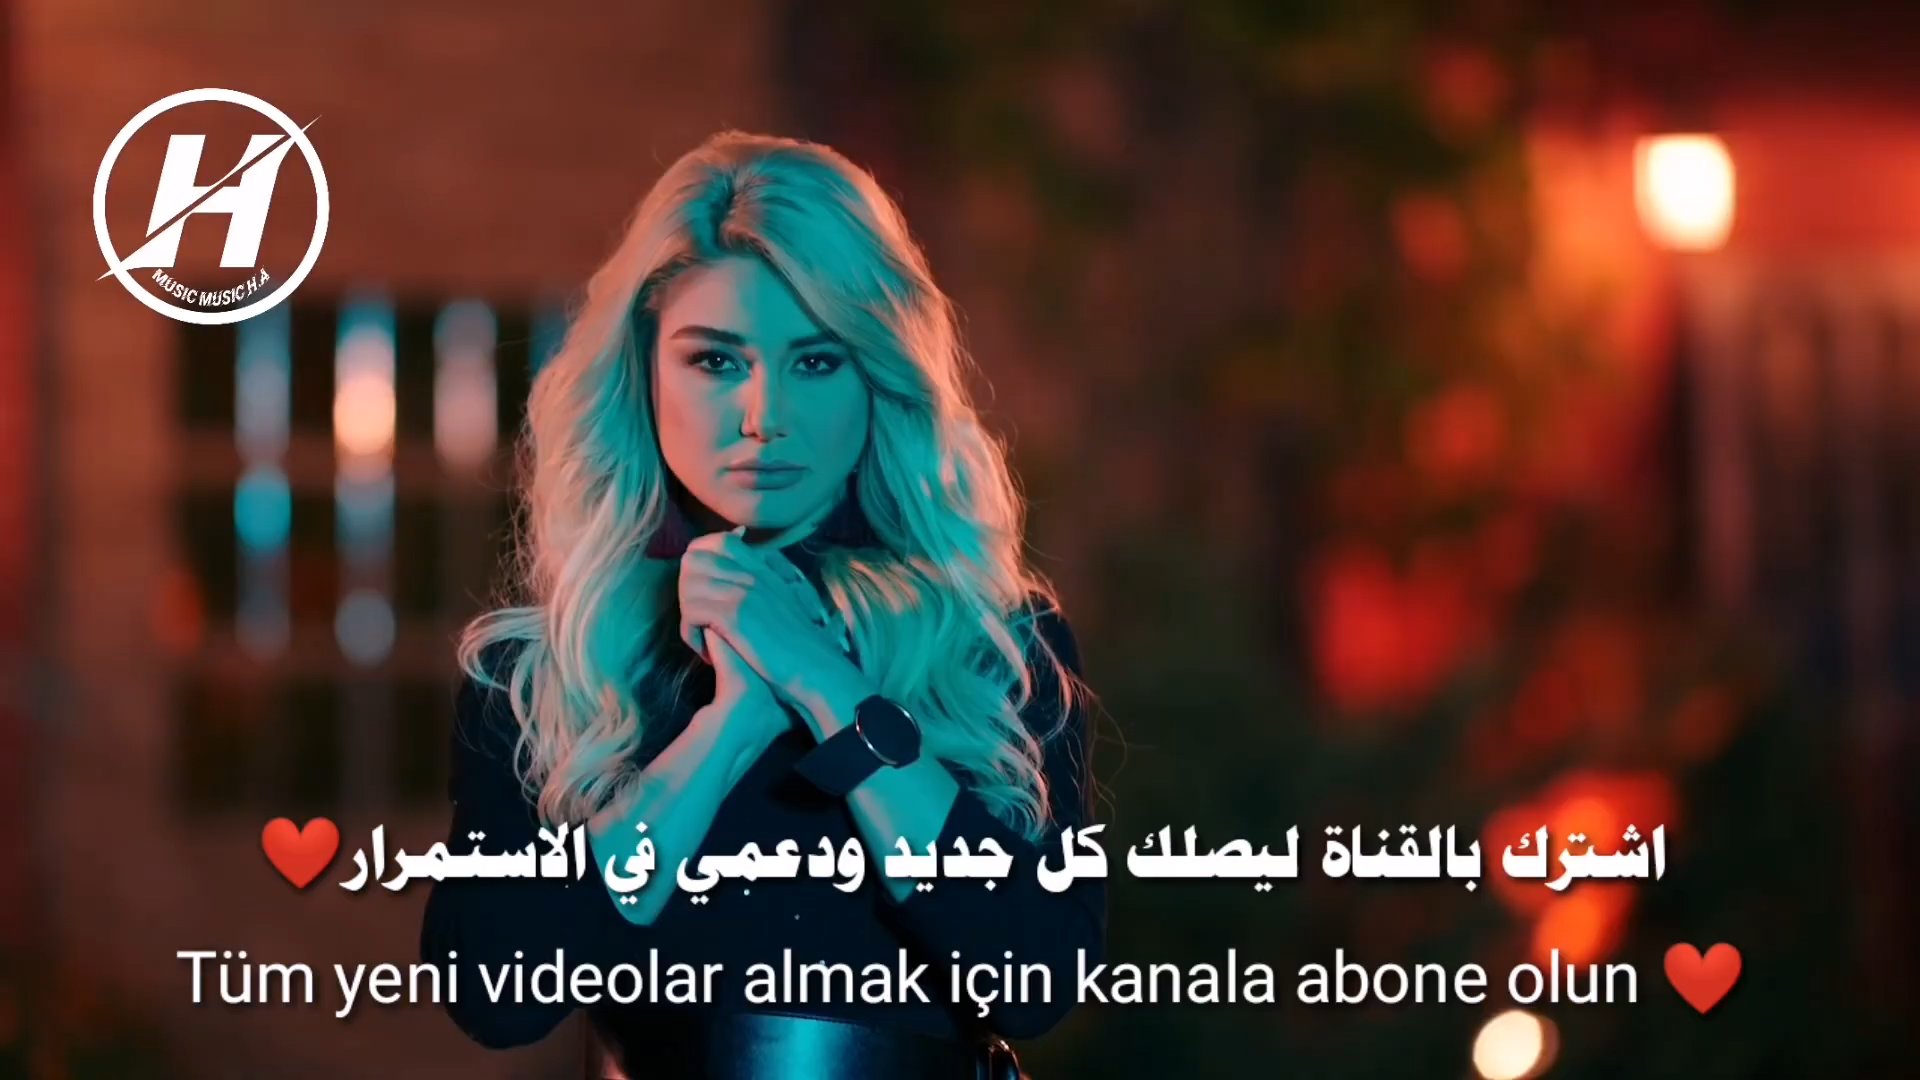 H
MUSIC MUSIC H.A
اشترك بالقناة ليصلك كل جديد ودعمي في الاستمرار❤️
Tüm yeni videolar almak için kanala abone olun ❤️